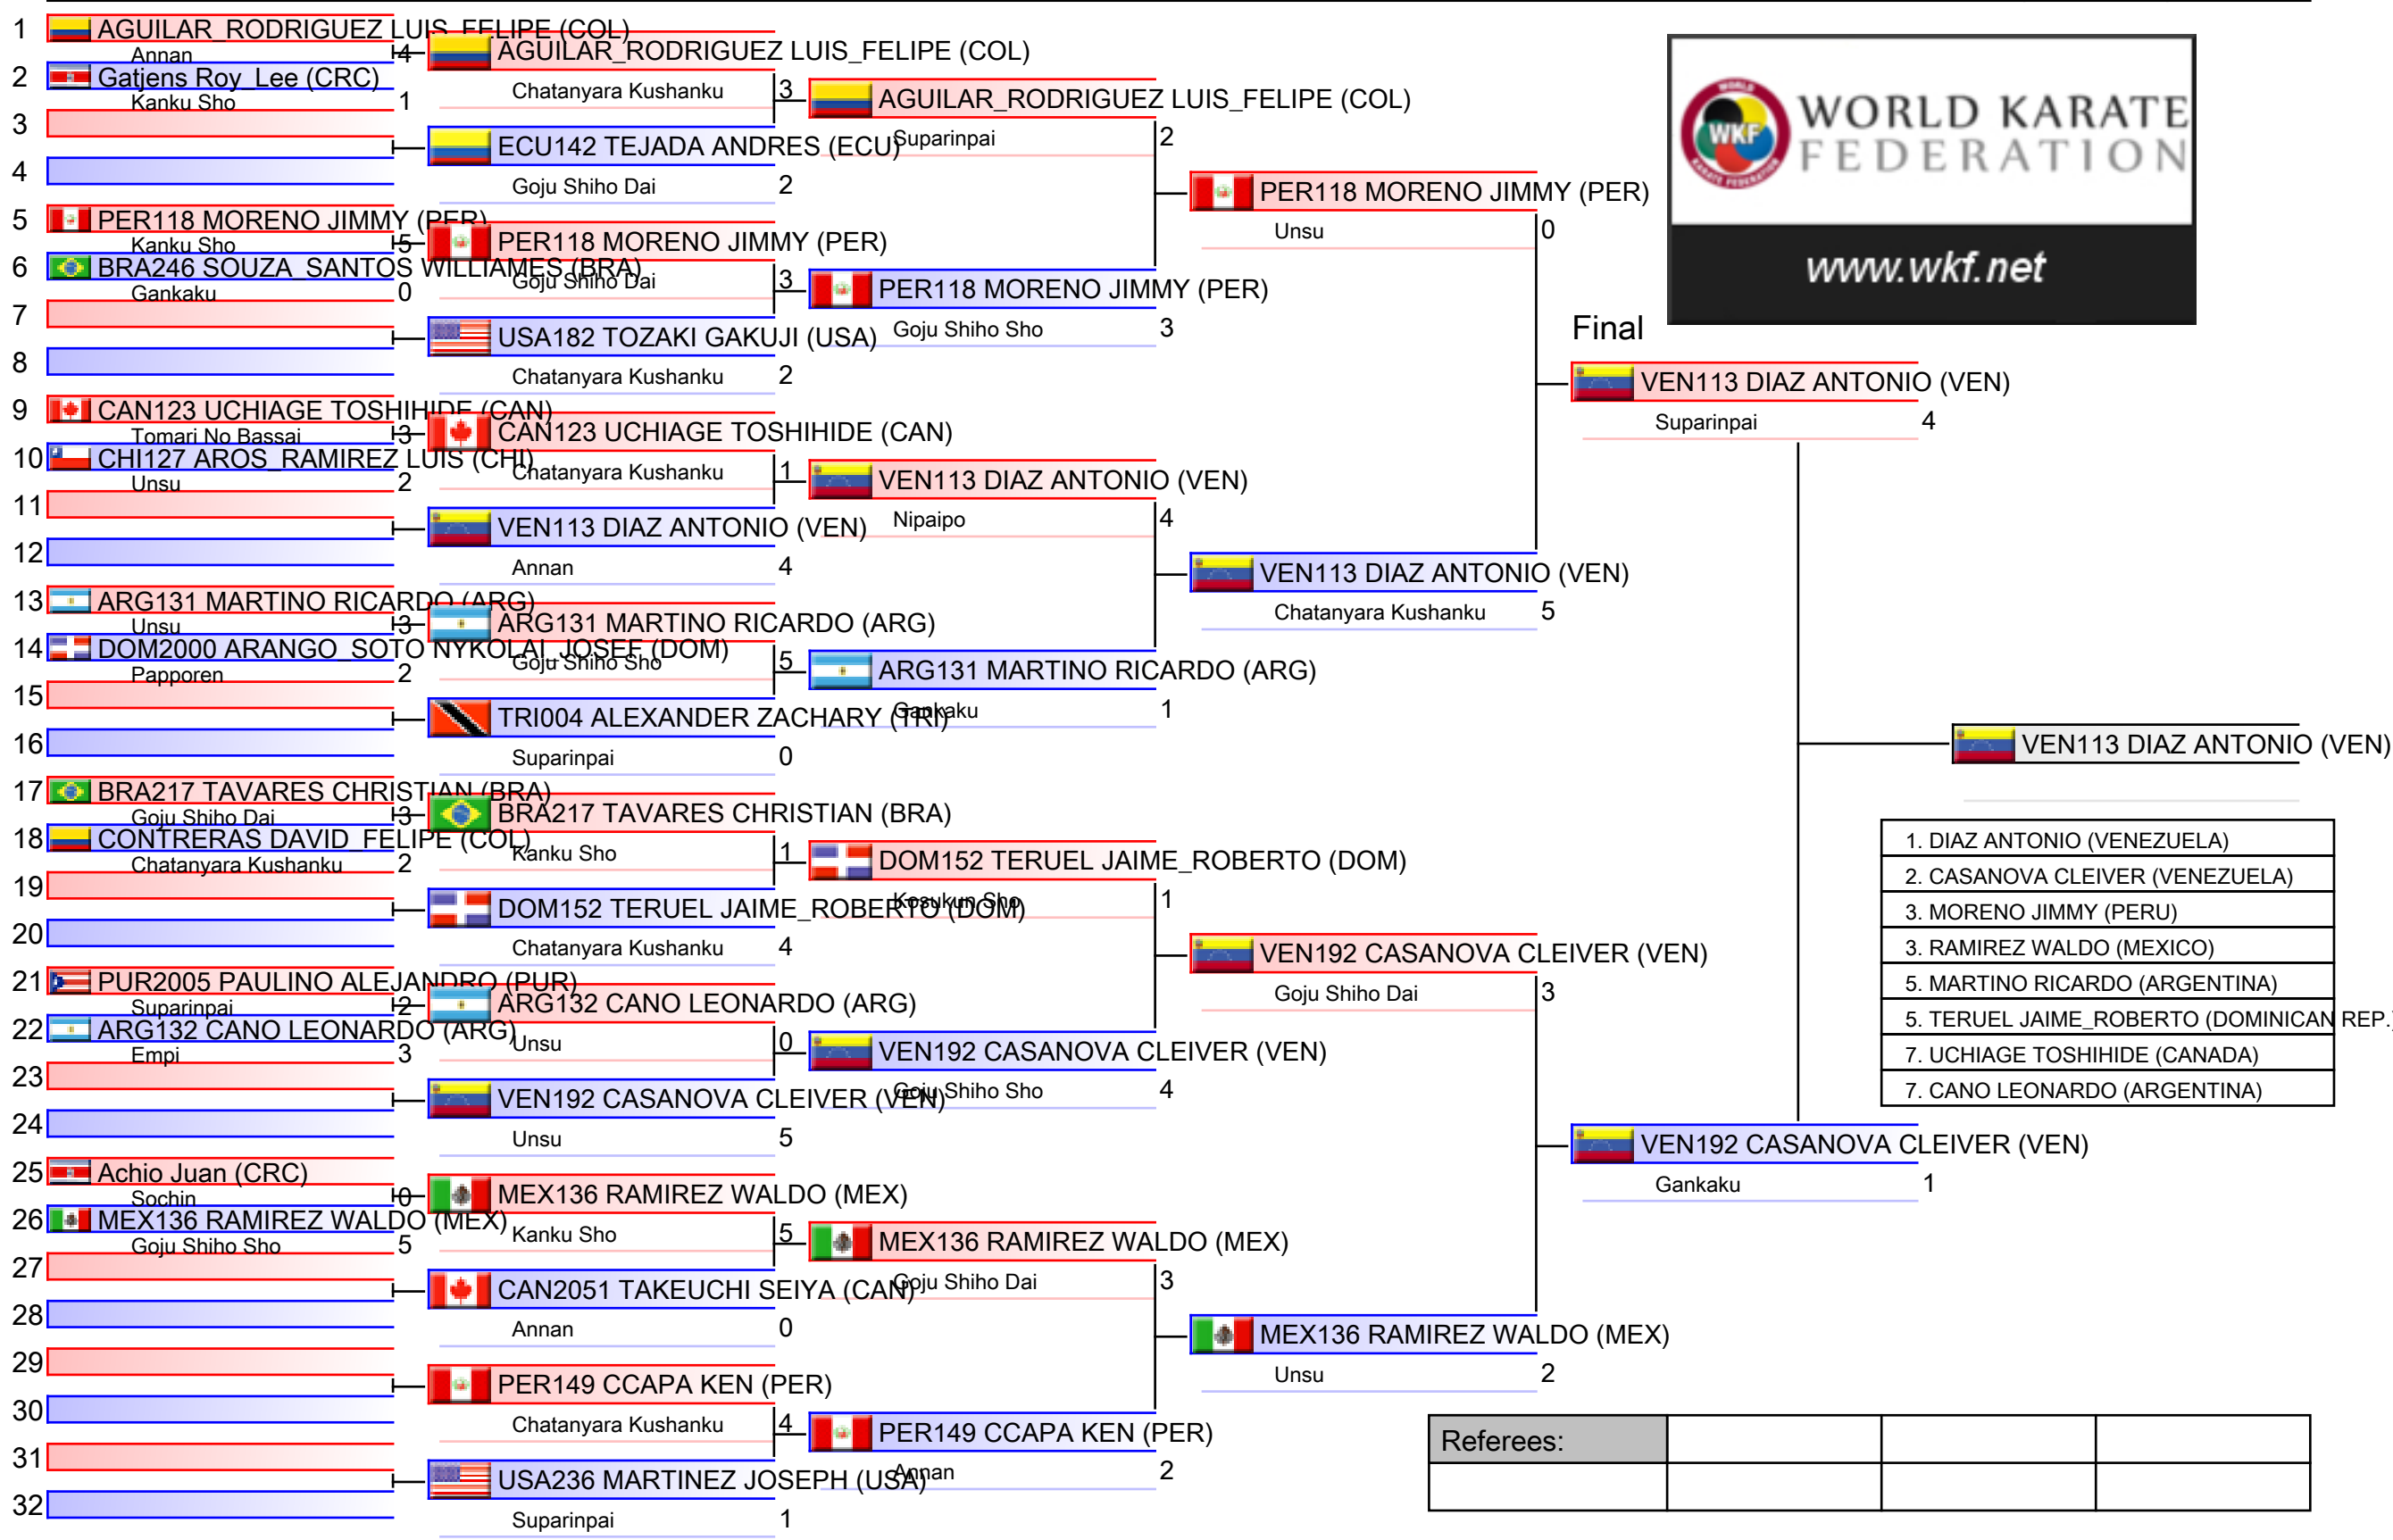 1 AGUILAR_RODRIGUEZ LUIS_FELIPE (COL)
Annan 4
2 Gatjens Roy_Lee (CRC)
Kanku Sho 1
3
4
5 PER118 MORENO JIMMY (PER)
Kanku Sho 5
6 BRA246 SOUZA_SANTOS WILLIAMES (BRA)
Gankaku 0
7
8
9 CAN123 UCHIAGE TOSHIHIDE (CAN)
Tomari No Bassai 3
10 CHI127 AROS_RAMIREZ LUIS (CHI)
Unsu 2
11
12
13 ARG131 MARTINO RICARDO (ARG)
Unsu 3
14 DOM2000 ARANGO_SOTO NYKOLAI_JOSEF (DOM)
Papporen 2
15
16
17 BRA217 TAVARES CHRISTIAN (BRA)
Goju Shiho Dai 3
18 CONTRERAS DAVID_FELIPE (COL)
Chatanyara Kushanku 2
19
20
21 PUR2005 PAULINO ALEJANDRO (PUR)
Suparinpai 2
22 ARG132 CANO LEONARDO (ARG)
Empi 3
23
24
25 Achio Juan (CRC)
Sochin 0
26 MEX136 RAMIREZ WALDO (MEX)
Goju Shiho Sho 5
27
28
29
30
31
32
AGUILAR_RODRIGUEZ LUIS_FELIPE (COL)
Chatanyara Kushanku 3
ECU142 TEJADA ANDRES (ECU)
Goju Shiho Dai 2
PER118 MORENO JIMMY (PER)
Goju Shiho Dai 3
USA182 TOZAKI GAKUJI (USA)
Chatanyara Kushanku 2
CAN123 UCHIAGE TOSHIHIDE (CAN)
Chatanyara Kushanku 1
VEN113 DIAZ ANTONIO (VEN)
Annan 4
ARG131 MARTINO RICARDO (ARG)
Goju Shiho Sho 5
TRI004 ALEXANDER ZACHARY (TRI)
Suparinpai 0
BRA217 TAVARES CHRISTIAN (BRA)
Kanku Sho 1
DOM152 TERUEL JAIME_ROBERTO (DOM)
Chatanyara Kushanku 4
ARG132 CANO LEONARDO (ARG)
Unsu 0
VEN192 CASANOVA CLEIVER (VEN)
Unsu 5
MEX136 RAMIREZ WALDO (MEX)
Kanku Sho 5
CAN2051 TAKEUCHI SEIYA (CAN)
Annan 0
PER149 CCAPA KEN (PER)
Chatanyara Kushanku 4
USA236 MARTINEZ JOSEPH (USA)
Suparinpai 1
AGUILAR_RODRIGUEZ LUIS_FELIPE (COL)
Suparinpai 2
PER118 MORENO JIMMY (PER)
Goju Shiho Sho 3
VEN113 DIAZ ANTONIO (VEN)
Nipaipo 4
ARG131 MARTINO RICARDO (ARG)
Gankaku 1
DOM152 TERUEL JAIME_ROBERTO (DOM)
Kosukun Sho 1
VEN192 CASANOVA CLEIVER (VEN)
Goju Shiho Sho 4
MEX136 RAMIREZ WALDO (MEX)
Goju Shiho Dai 3
PER149 CCAPA KEN (PER)
Annan 2
PER118 MORENO JIMMY (PER)
Unsu 0
VEN113 DIAZ ANTONIO (VEN)
Chatanyara Kushanku 5
VEN192 CASANOVA CLEIVER (VEN)
Goju Shiho Dai 3
MEX136 RAMIREZ WALDO (MEX)
Unsu 2
WORLD
WKF
KARATE FEDERATION
WORLD KARATE
FEDERATION
www.wkf.net
Final
VEN113 DIAZ ANTONIO (VEN)
Suparinpai 4
VEN192 CASANOVA CLEIVER (VEN)
Gankaku 1
VEN113 DIAZ ANTONIO (VEN)
1. DIAZ ANTONIO (VENEZUELA)
2. CASANOVA CLEIVER (VENEZUELA)
3. MORENO JIMMY (PERU)
3. RAMIREZ WALDO (MEXICO)
5. MARTINO RICARDO (ARGENTINA)
5. TERUEL JAIME_ROBERTO (DOMINICAN REP.)
7. UCHIAGE TOSHIHIDE (CANADA)
7. CANO LEONARDO (ARGENTINA)
Referees: